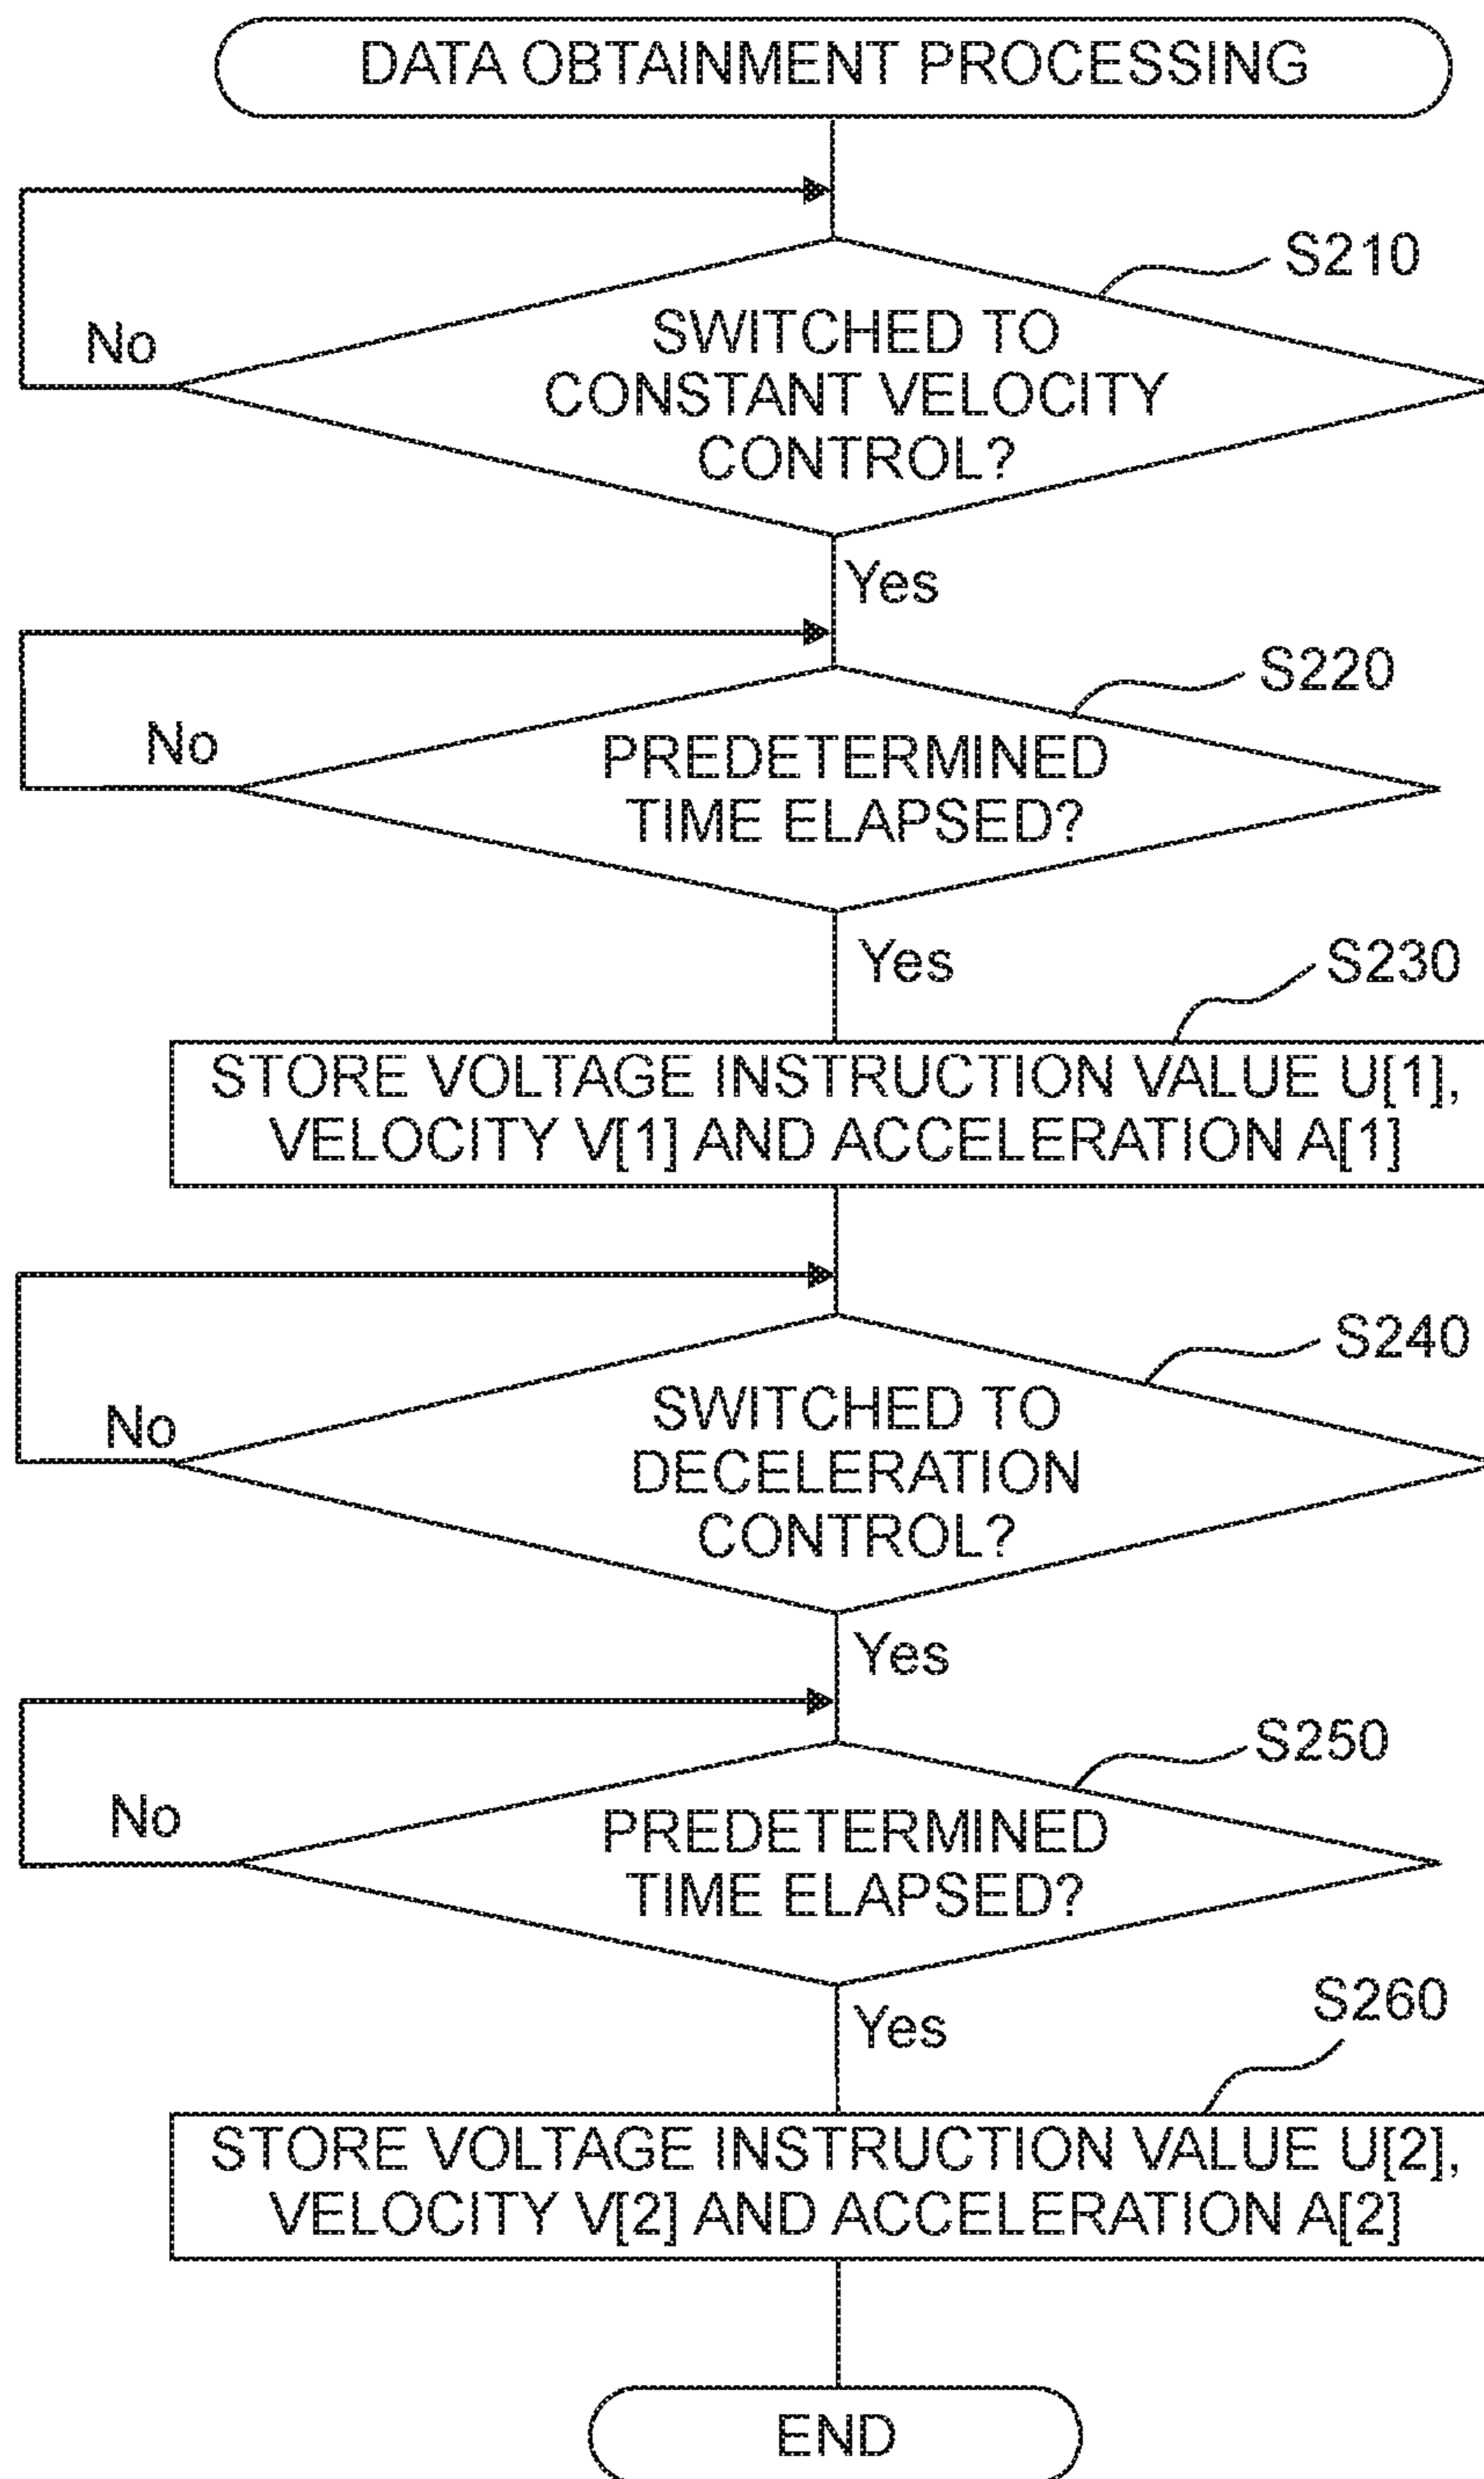 DATA OBTAINMENT PROCESSING
S210
No
SWITCHED TO
CONSTANT VELOCITY
CONTROL?
Yes
S220
No
PREDETERMINED
TIME ELAPSED?
Yes
S230
STORE VOLTAGE INSTRUCTION VALUE U[1],
VELOCITY V[1] AND ACCELERATION A[1]
S240
No
SWITCHED TO
DECELERATION
CONTROL?
Yes
S250
No
PREDETERMINED
TIME ELAPSED?
Yes
S260
STORE VOLTAGE INSTRUCTION VALUE U[2],
VELOCITY V[2] AND ACCELERATION A[2]
END